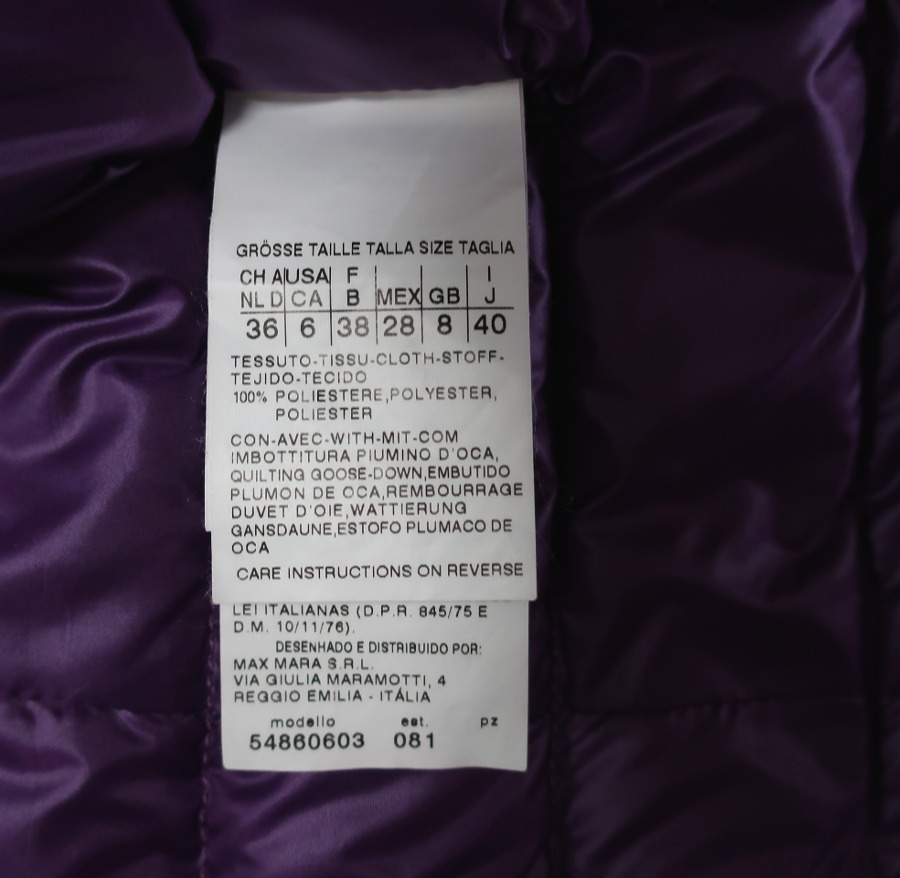 GRÖSSE TAILLE TALLA SIZE TAGLIA
CH A USA F I
NL D CA B MEX GB J
36 6 38 28 8 40
TESSUTO-TISSU-CLOTH-STOFF-
TEJIDO-TECIDO
100% POLIESTERE,POLYESTER,
POLIESTER
CON-AVEC-WITH-MIT-COM
IMBOTTITURA PIUMINO D'OCA,
QUILTING GOOSE-DOWN,EMBUTIDO
PLUMON DE OCA,REMBOURRAGE
DUVET D'OIE,WATTIERUNG
GANSDAUNE,ESTOFO PLUMACO DE
OCA
CARE INSTRUCTIONS ON REVERSE
LEI ITALIANAS (D.P.R. 845/75 E
D.M. 10/11/76).
DESENHADO E DISTRIBUIDO POR:
MAX MARA S.R.L.
VIA GIULIA MARAMOTTI, 4
REGGIO EMILIA - ITÁLIA
modello est. pz
54860603 081